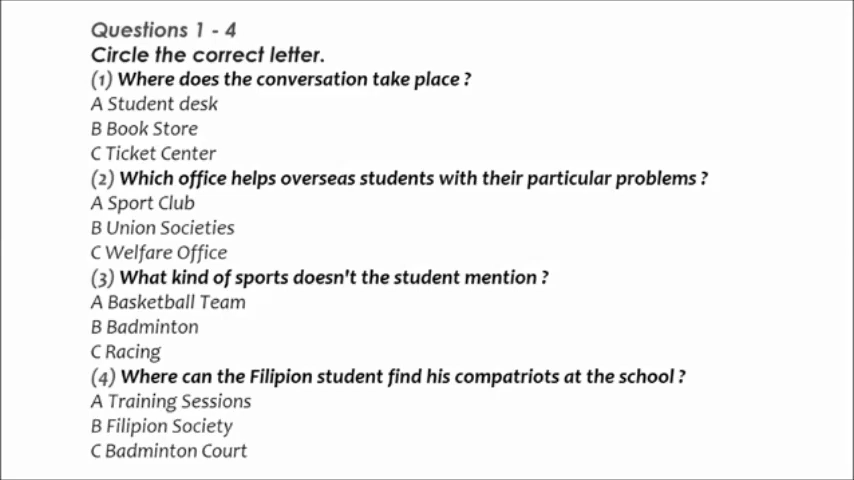 Questions 1 - 4
Circle the correct letter.
(1) Where does the conversation take place ?
A Student desk
B Book Store
C Ticket Center
(2) Which office helps overseas students with their particular problems ?
A Sport Club
B Union Societies
C Welfare Office
(3) What kind of sports doesn't the student mention ?
A Basketball Team
B Badminton
C Racing
(4) Where can the Filipion student find his compatriots at the school ?
A Training Sessions
B Filipion Society
C Badminton Court